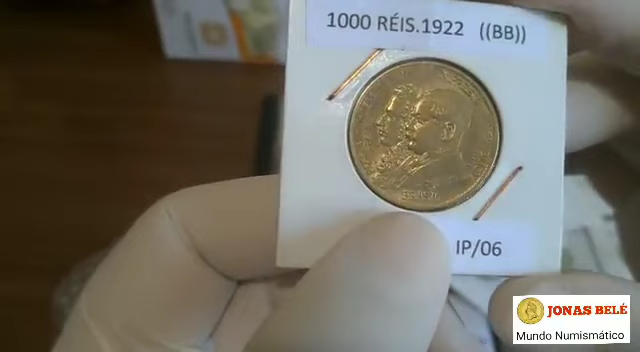 1000 RÉIS.1922 ((BB))
IP/06
JONAS BELÉ
Mundo Numismático